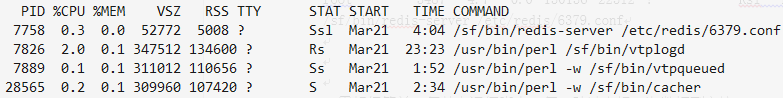 PID %CPU %MEM VSZ RSS TTY STAT START TIME COMMAND
7758 0.3 0.0 52772 5008 ? Ssl Mar21 4:04 /sf/bin/redis-server /etc/redis/6379.conf
7826 2.0 0.1 347512 134600 ? Rs Mar21 23:23 /usr/bin/perl /sf/bin/vtplogd
7889 0.1 0.1 311012 110656 ? Ss Mar21 1:52 /usr/bin/perl -w /sf/bin/vtpqueued
28565 0.2 0.1 309960 107420 ? S Mar21 2:34 /usr/bin/perl -w /sf/bin/cacher